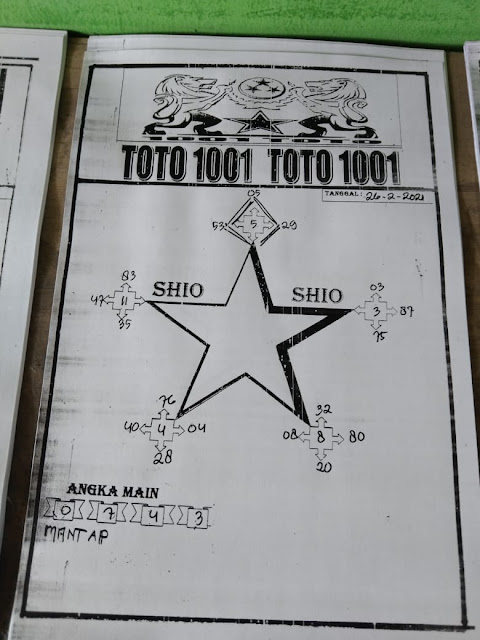 TOTO 1001 TOTO 1001
TANGGAL: 26-2-2021
05
53 5 29
83
SHIO SHIO
03
47 11
3 87
35
75
76
32
40 4 04
08 8 80
28
20
ANGKA MAIN
0 7 4 3
MANTAP